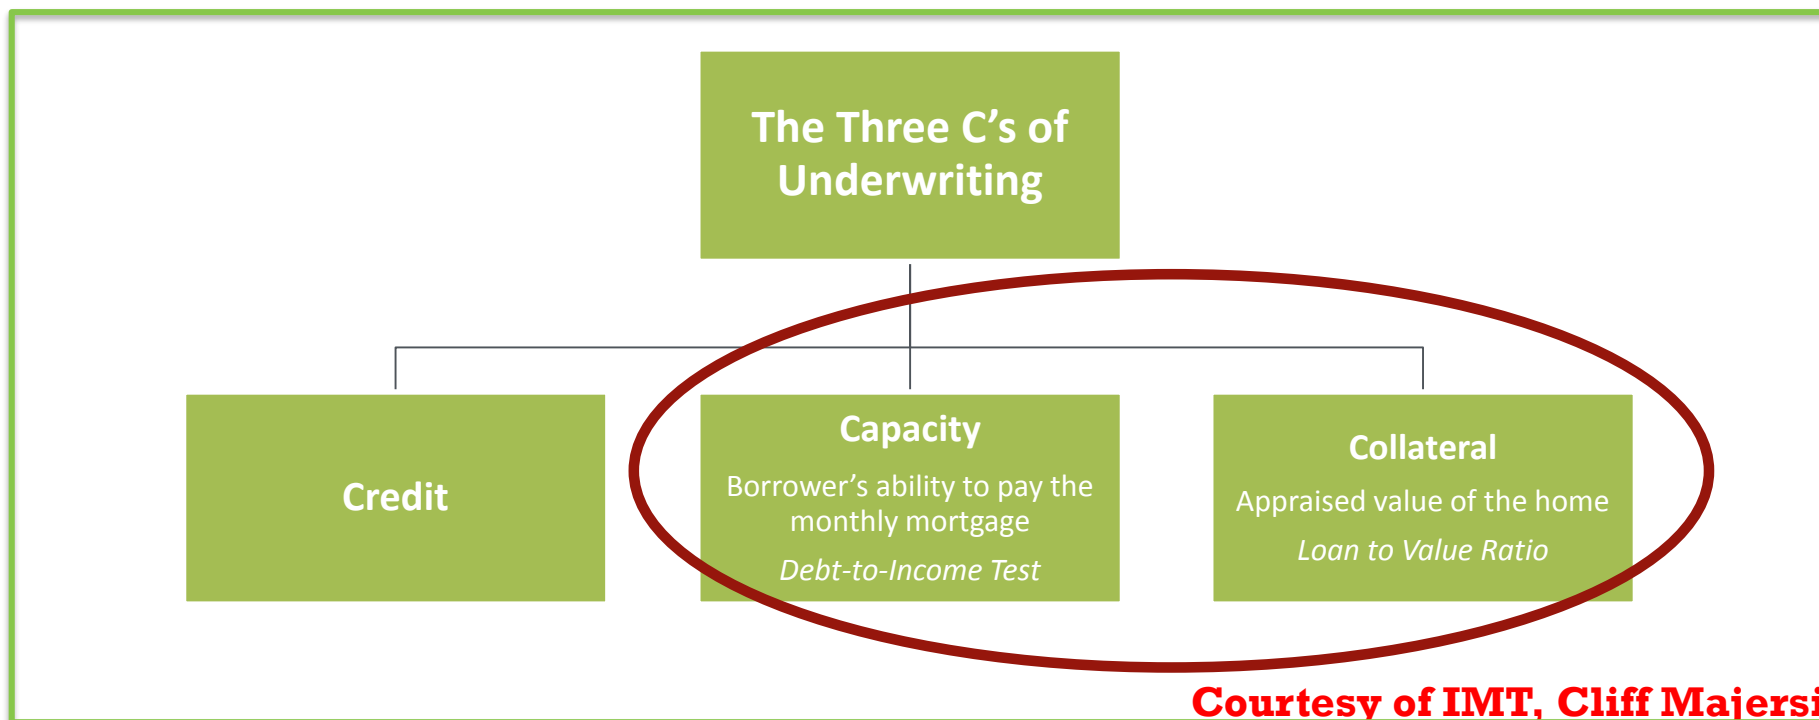 The Three C’s of
Underwriting
Credit
Capacity
Borrower’s ability to pay the
monthly mortgage
Debt-to-Income Test
Collateral
Appraised value of the home
Loan to Value Ratio
Courtesy of IMT, Cliff Majersi